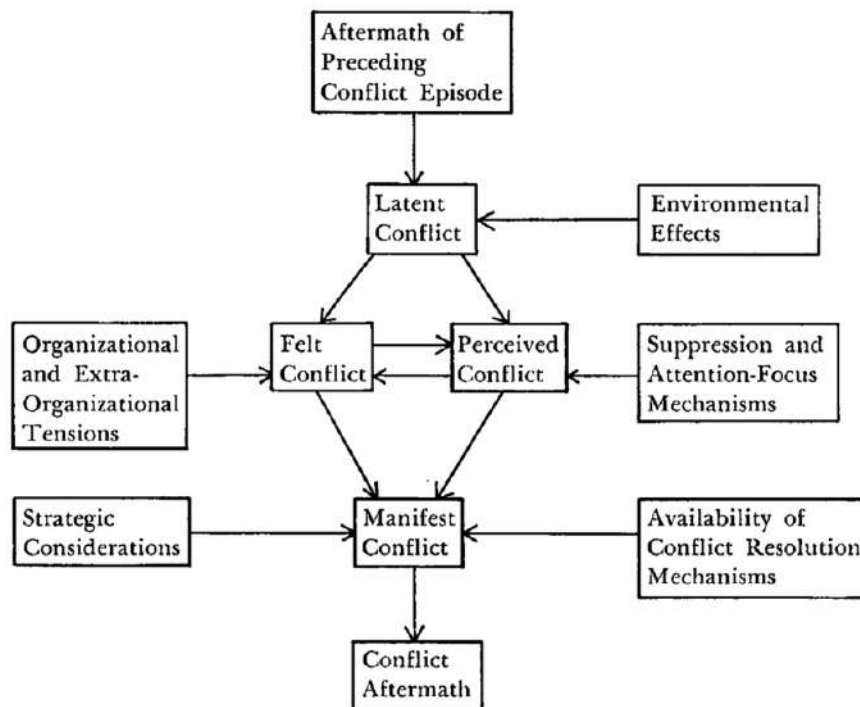 Aftermath of
Preceding
Conflict Episode
Latent
Conflict
Environmental
Effects
Organizational
and Extra-
Organizational
Tensions
Felt
Conflict
Perceived
Conflict
Suppression and
Attention-Focus
Mechanisms
Strategic
Considerations
Manifest
Conflict
Availability of
Conflict Resolution
Mechanisms
Conflict
Aftermath